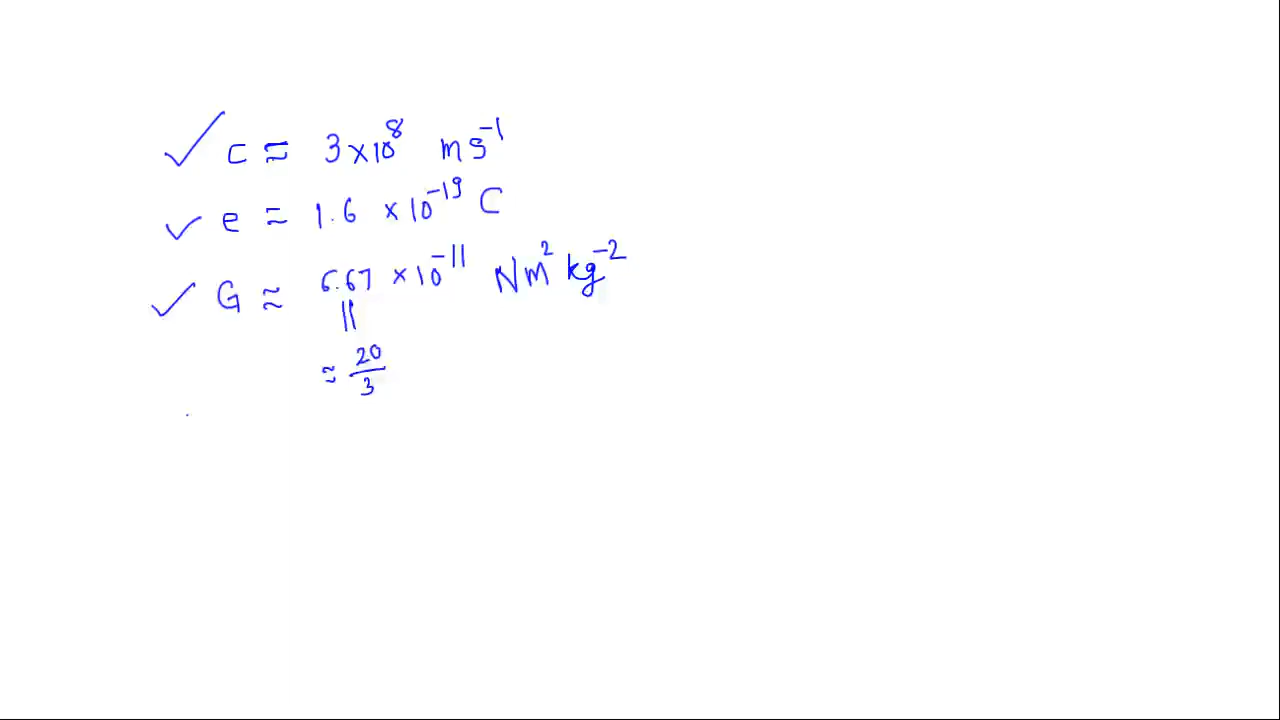 ✓ c ≈ 3×10⁸ ms⁻¹
✓ e ≈ 1.6 ×10⁻¹⁹ C
✓ G ≈ 6.67 ×10⁻¹¹ Nm² kg⁻²
||
≈ 20/3